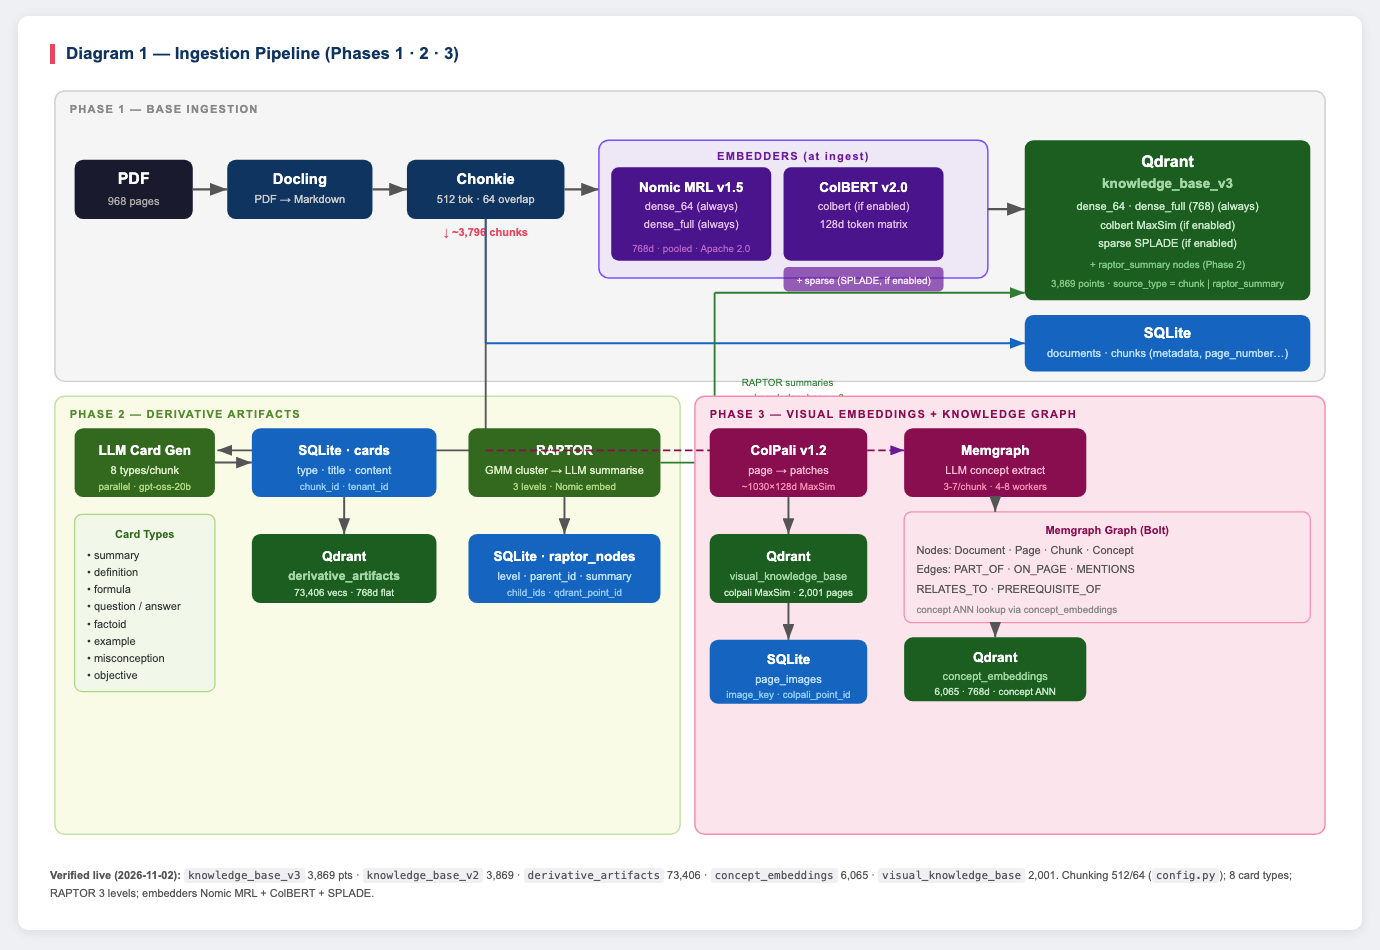 Diagram 1 — Ingestion Pipeline (Phases 1 · 2 · 3)
PHASE 1 — BASE INGESTION
PDF
968 pages
Docling
PDF → Markdown
Chonkie
512 tok · 64 overlap
↓ ~3,796 chunks
EMBEDDERS (at ingest)
Nomic MRL v1.5
dense_64 (always)
dense_full (always)
768d · pooled · Apache 2.0
ColBERT v2.0
colbert (if enabled)
128d token matrix
+ sparse (SPLADE, if enabled)
Qdrant
knowledge_base_v3
dense_64 · dense_full (768) (always)
colbert MaxSim (if enabled)
sparse SPLADE (if enabled)
+ raptor_summary nodes (Phase 2)
3,869 points · source_type = chunk | raptor_summary
SQLite
documents · chunks (metadata, page_number…)
RAPTOR summaries
PHASE 2 — DERIVATIVE ARTIFACTS
LLM Card Gen
8 types/chunk
parallel · gpt-oss-20b
SQLite · cards
type · title · content
chunk_id · tenant_id
RAPTOR
GMM cluster → LLM summarise
3 levels · Nomic embed
Card Types
• summary
• definition
• formula
• question / answer
• factoid
• example
• misconception
• objective
Qdrant
derivative_artifacts
73,406 vecs · 768d flat
SQLite · raptor_nodes
level · parent_id · summary
child_ids · qdrant_point_id
PHASE 3 — VISUAL EMBEDDINGS + KNOWLEDGE GRAPH
ColPali v1.2
page → patches
~1030×128d MaxSim
Memgraph
LLM concept extract
3-7/chunk · 4-8 workers
Qdrant
visual_knowledge_base
colpali MaxSim · 2,001 pages
Memgraph Graph (Bolt)
Nodes: Document · Page · Chunk · Concept
Edges: PART_OF · ON_PAGE · MENTIONS
RELATES_TO · PREREQUISITE_OF
concept ANN lookup via concept_embeddings
SQLite
page_images
image_key · colpali_point_id
Qdrant
concept_embeddings
6,065 · 768d · concept ANN
Verified live (2026-11-02): knowledge_base_v3 3,869 pts · knowledge_base_v2 3,869 · derivative_artifacts 73,406 · concept_embeddings 6,065 · visual_knowledge_base 2,001. Chunking 512/64 ( config.py ); 8 card types;
RAPTOR 3 levels; embedders Nomic MRL + ColBERT + SPLADE.